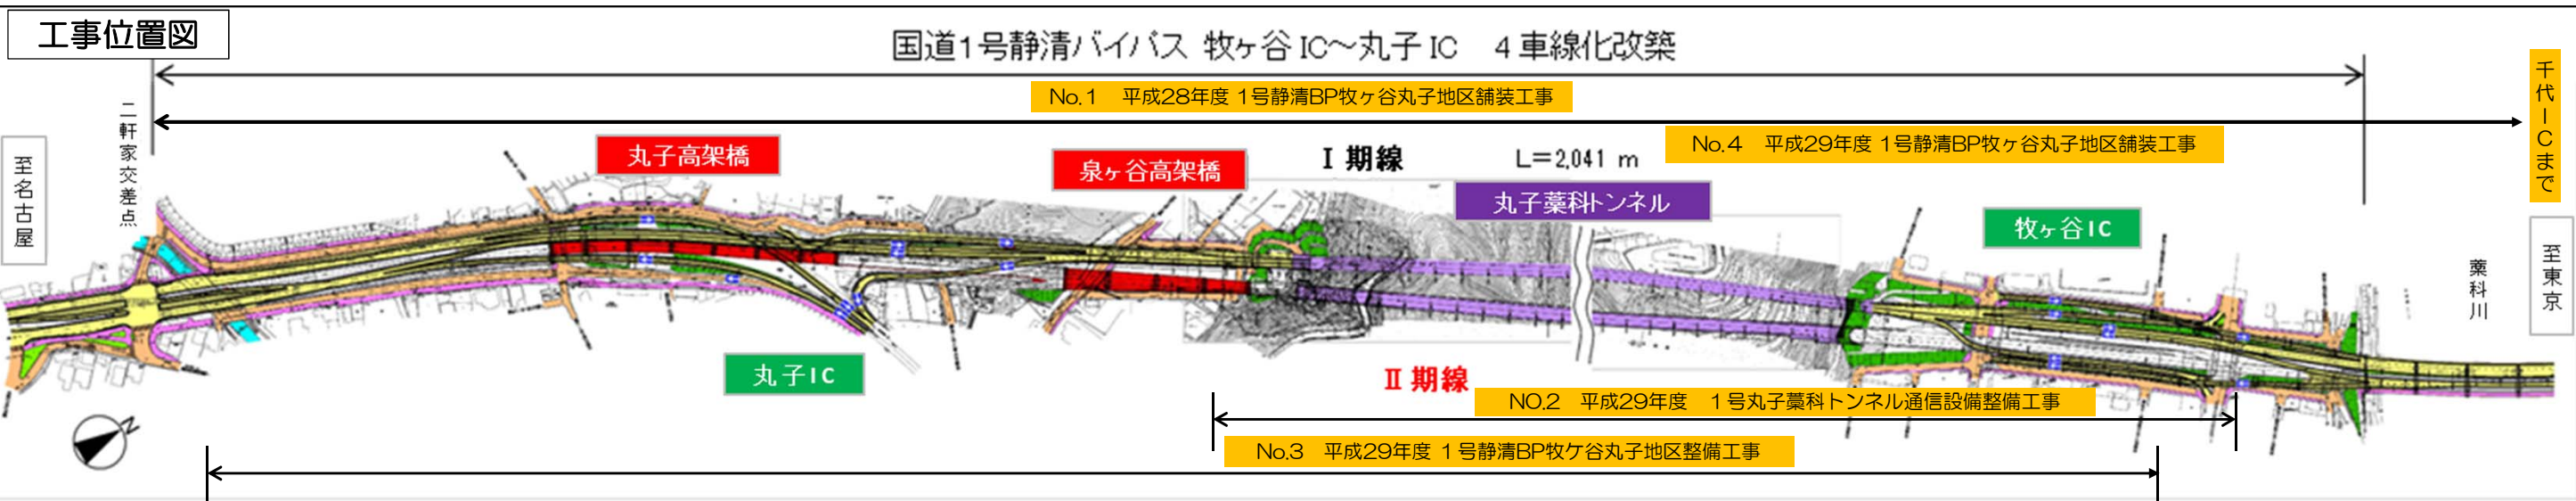 工事位置図
国道1号静清バイパス 牧ヶ谷IC～丸子IC　4車線化改築
No.1　平成28年度 1号静清BP牧ヶ谷丸子地区舗装工事
No.4　平成29年度 1号静清BP牧ヶ谷丸子地区舗装工事
千代ICまで
二軒家交差点
至名古屋
丸子高架橋
泉ヶ谷高架橋
Ⅰ期線
L=2,041 m
丸子藁科トンネル
牧ヶ谷IC
藁科川
至東京
丸子IC
Ⅱ期線
NO.2　平成29年度　1号丸子藁科トンネル通信設備整備工事
No.3　平成29年度 1号静清BP牧ケ谷丸子地区整備工事
N